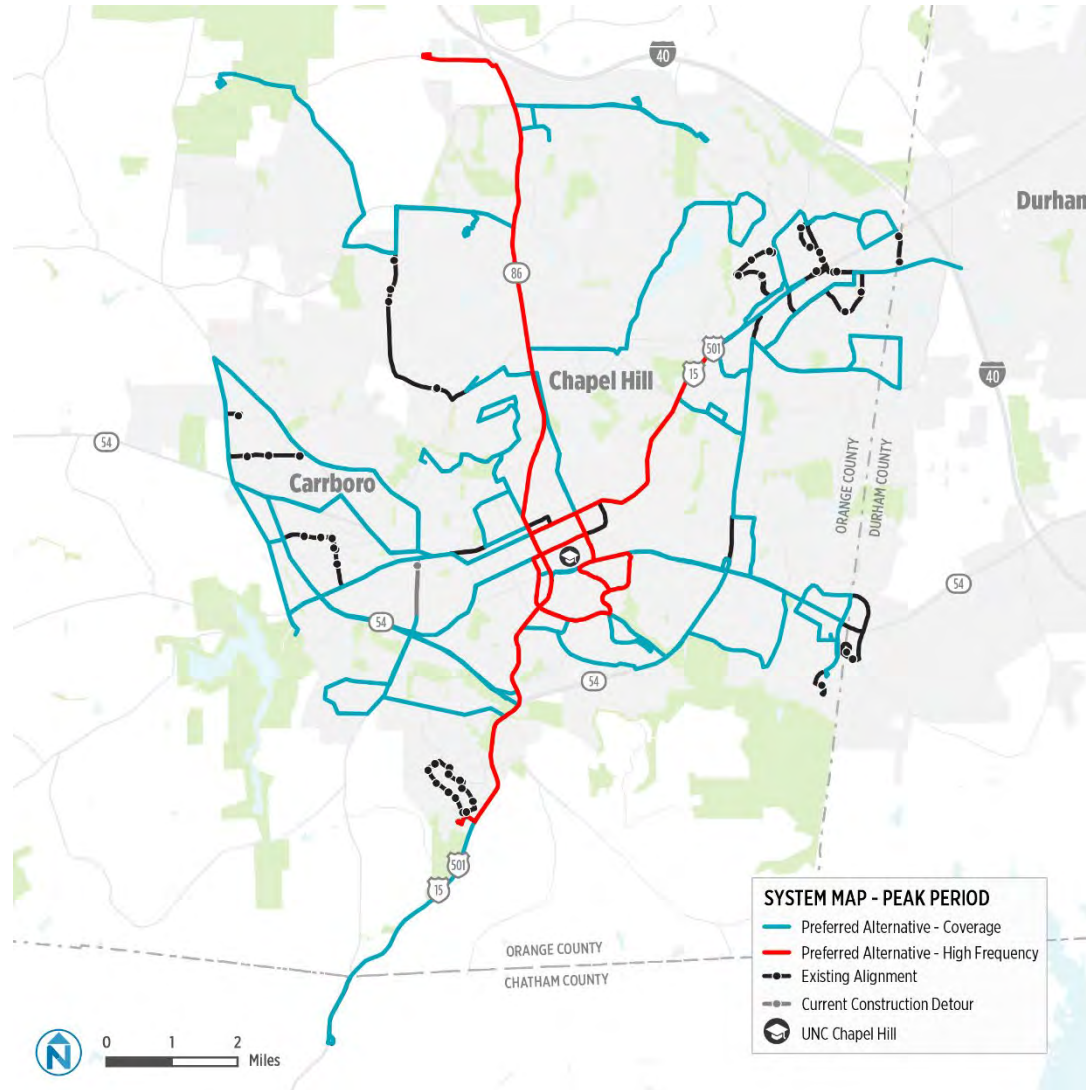 40
Durham
86
501
Chapel Hill
15
40
54
Carrboro
ORANGE COUNTY
DURHAM COUNTY
54
54
54
501
15
ORANGE COUNTY
CHATHAM COUNTY
SYSTEM MAP - PEAK PERIOD
Preferred Alternative - Coverage
Preferred Alternative - High Frequency
Existing Alignment
Current Construction Detour
UNC Chapel Hill
N
0 1 2
Miles